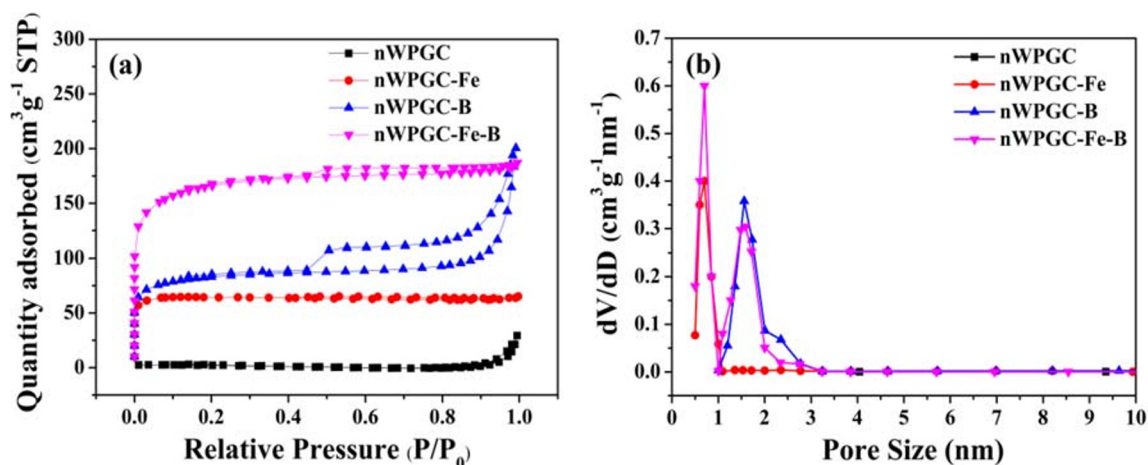 (a)
nWPGC
nWPGC-Fe
nWPGC-B
nWPGC-Fe-B
300
250
200
150
100
50
0
0.0 0.2 0.4 0.6 0.8 1.0
Quantity adsorbed (cm³g⁻¹ STP)
Relative Pressure (P/P₀)
(b)
nWPGC
nWPGC-Fe
nWPGC-B
nWPGC-Fe-B
0.7
0.6
0.5
0.4
0.3
0.2
0.1
0.0
0 1 2 3 4 5 6 7 8 9 10
dV/dD (cm³g⁻¹nm⁻¹)
Pore Size (nm)